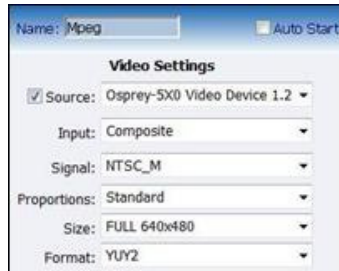 Name: Mpeg Auto Start
Video Settings
Source: Osprey-5X0 Video Device 1.2
Input: Composite
Signal: NTSC_M
Proportions: Standard
Size: FULL 640x480
Format: YUY2